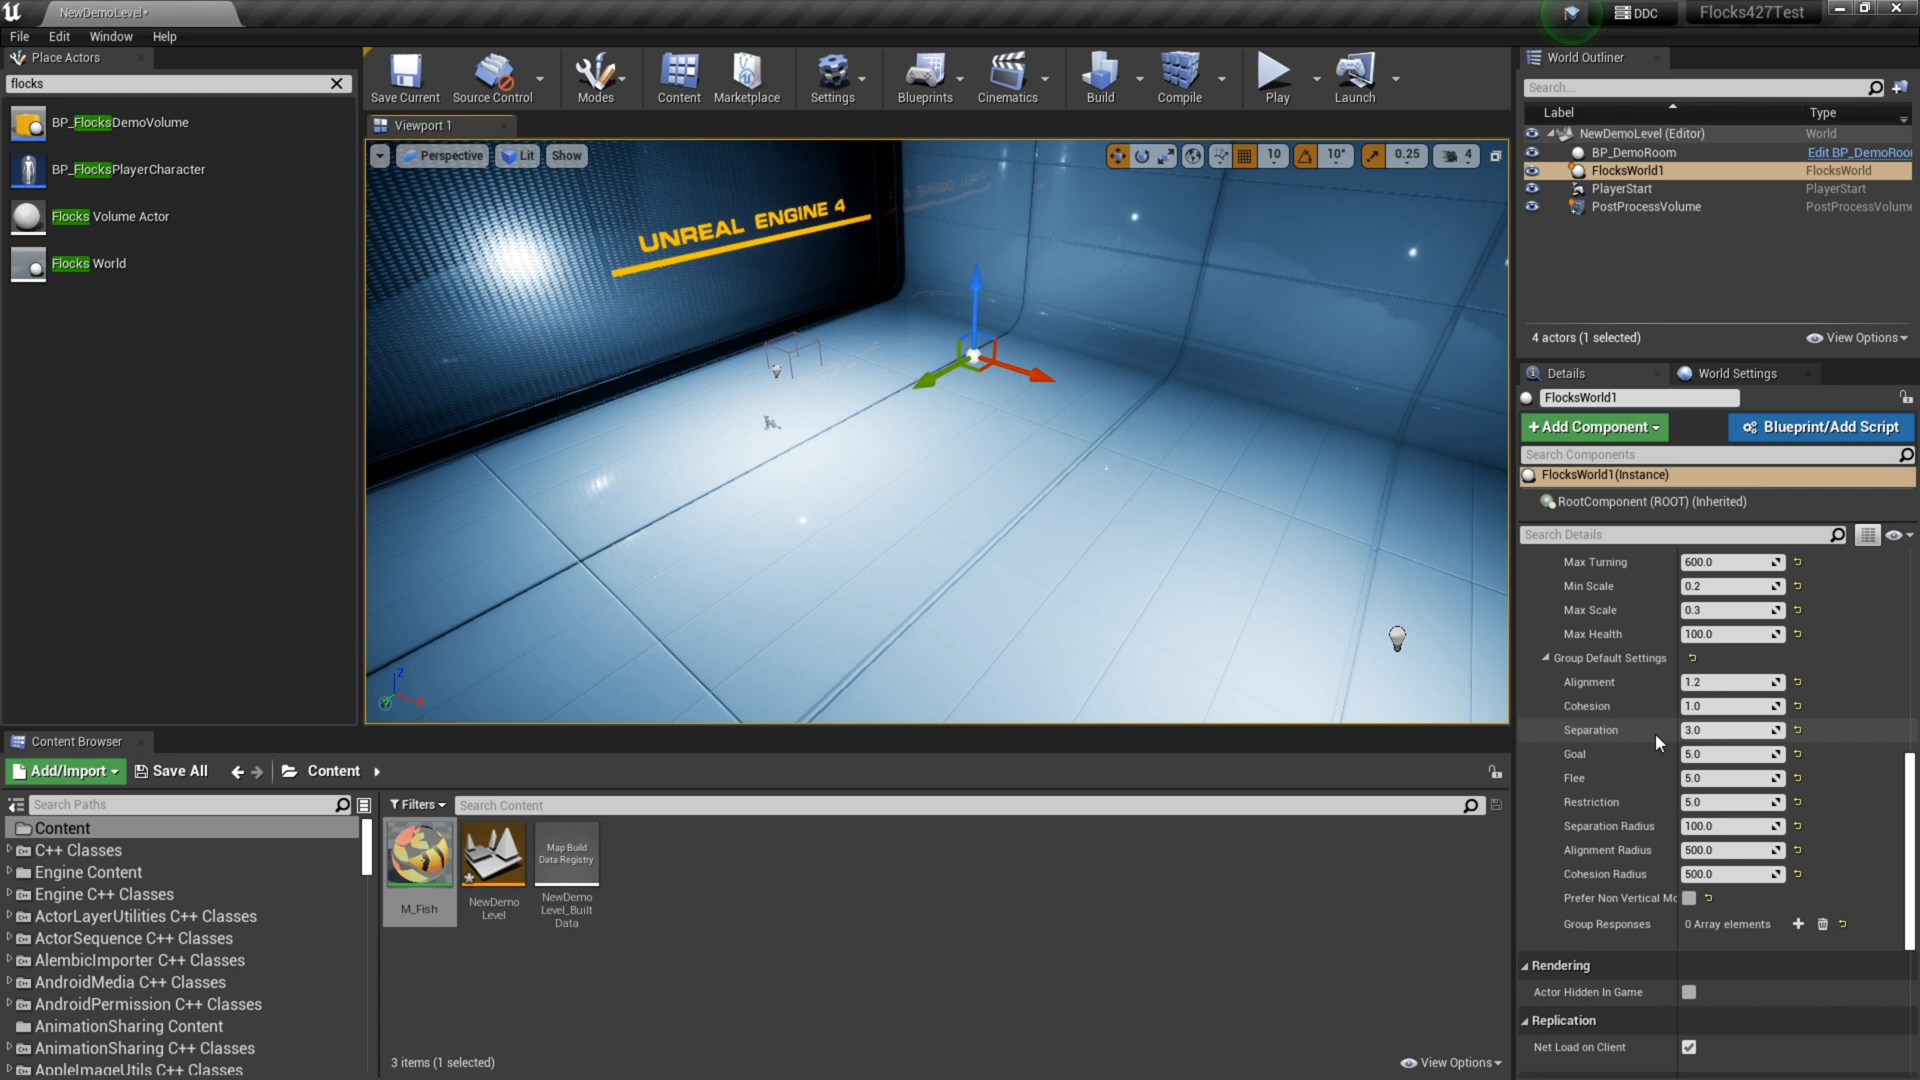 NewDemoLevel*
DDC
Flocks427Test
File
Edit
Window
Help
Place Actors
flocks
BP_FlocksDemoVolume
BP_FlocksPlayerCharacter
Flocks Volume Actor
Flocks World
Save Current
Source Control
Modes
Content
Marketplace
Settings
Blueprints
Cinematics
Build
Compile
Play
Launch
Viewport 1
Perspective
Lit
Show
10
10°
0.25
4
UNREAL ENGINE 4
Z
World Outliner
Search...
Label
Type
NewDemoLevel (Editor)
World
BP_DemoRoom
Edit BP_DemoRoo
FlocksWorld1
FlocksWorld
PlayerStart
PlayerStart
PostProcessVolume
PostProcessVolume
4 actors (1 selected)
View Options
Details
World Settings
FlocksWorld1
+Add Component
Blueprint/Add Script
Search Components
FlocksWorld1(Instance)
RootComponent (ROOT) (Inherited)
Search Details
Max Turning
600.0
Min Scale
0.2
Max Scale
0.3
Max Health
100.0
Group Default Settings
Alignment
1.2
Cohesion
1.0
Separation
3.0
Goal
5.0
Flee
5.0
Restriction
5.0
Separation Radius
100.0
Alignment Radius
500.0
Cohesion Radius
500.0
Prefer Non Vertical Mo
Group Responses
0 Array elements
Rendering
Actor Hidden In Game
Replication
Net Load on Client
Content Browser
Add/Import
Save All
Content
Search Paths
Filters
Search Content
Content
C++ Classes
Engine Content
Engine C++ Classes
ActorLayerUtilities C++ Classes
ActorSequence C++ Classes
AlembicImporter C++ Classes
AndroidMedia C++ Classes
AndroidPermission C++ Classes
AnimationSharing Content
AnimationSharing C++ Classes
AppleImageUtils C++ Classes
M_Fish
NewDemo
Level
Map Build
Data Registry
NewDemo
Level_Built
Data
3 items (1 selected)
View Options